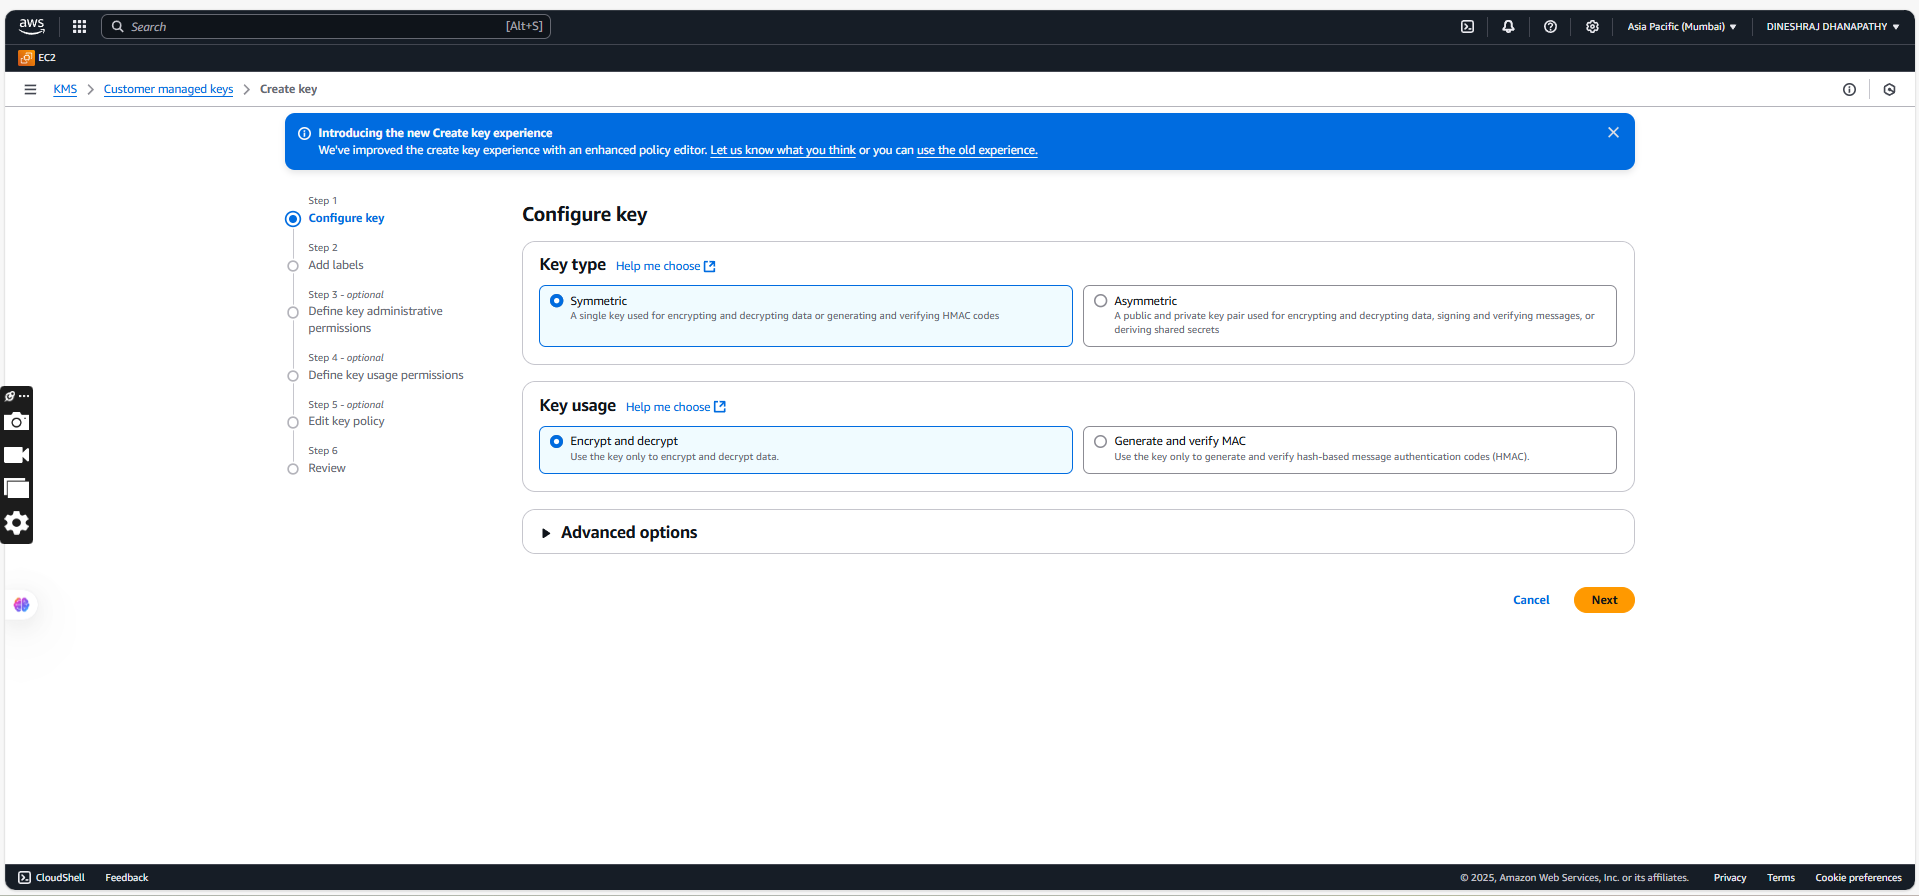 aws
Search [Alt+S]
Asia Pacific (Mumbai) DINESHRAJ DHANAPATHY
EC2
KMS Customer managed keys Create key
Introducing the new Create key experience
We've improved the create key experience with an enhanced policy editor. Let us know what you think or you can use the old experience.
Step 1
Configure key
Step 2
Add labels
Step 3 - optional
Define key administrative
permissions
Step 4 - optional
Define key usage permissions
Step 5 - optional
Edit key policy
Step 6
Review
Configure key
Key type Help me choose
Symmetric
A single key used for encrypting and decrypting data or generating and verifying HMAC codes
Asymmetric
A public and private key pair used for encrypting and decrypting data, signing and verifying messages, or
deriving shared secrets
Key usage Help me choose
Encrypt and decrypt
Use the key only to encrypt and decrypt data.
Generate and verify MAC
Use the key only to generate and verify hash-based message authentication codes (HMAC).
Advanced options
Cancel Next
CloudShell Feedback
© 2025, Amazon Web Services, Inc. or its affiliates. Privacy Terms Cookie preferences